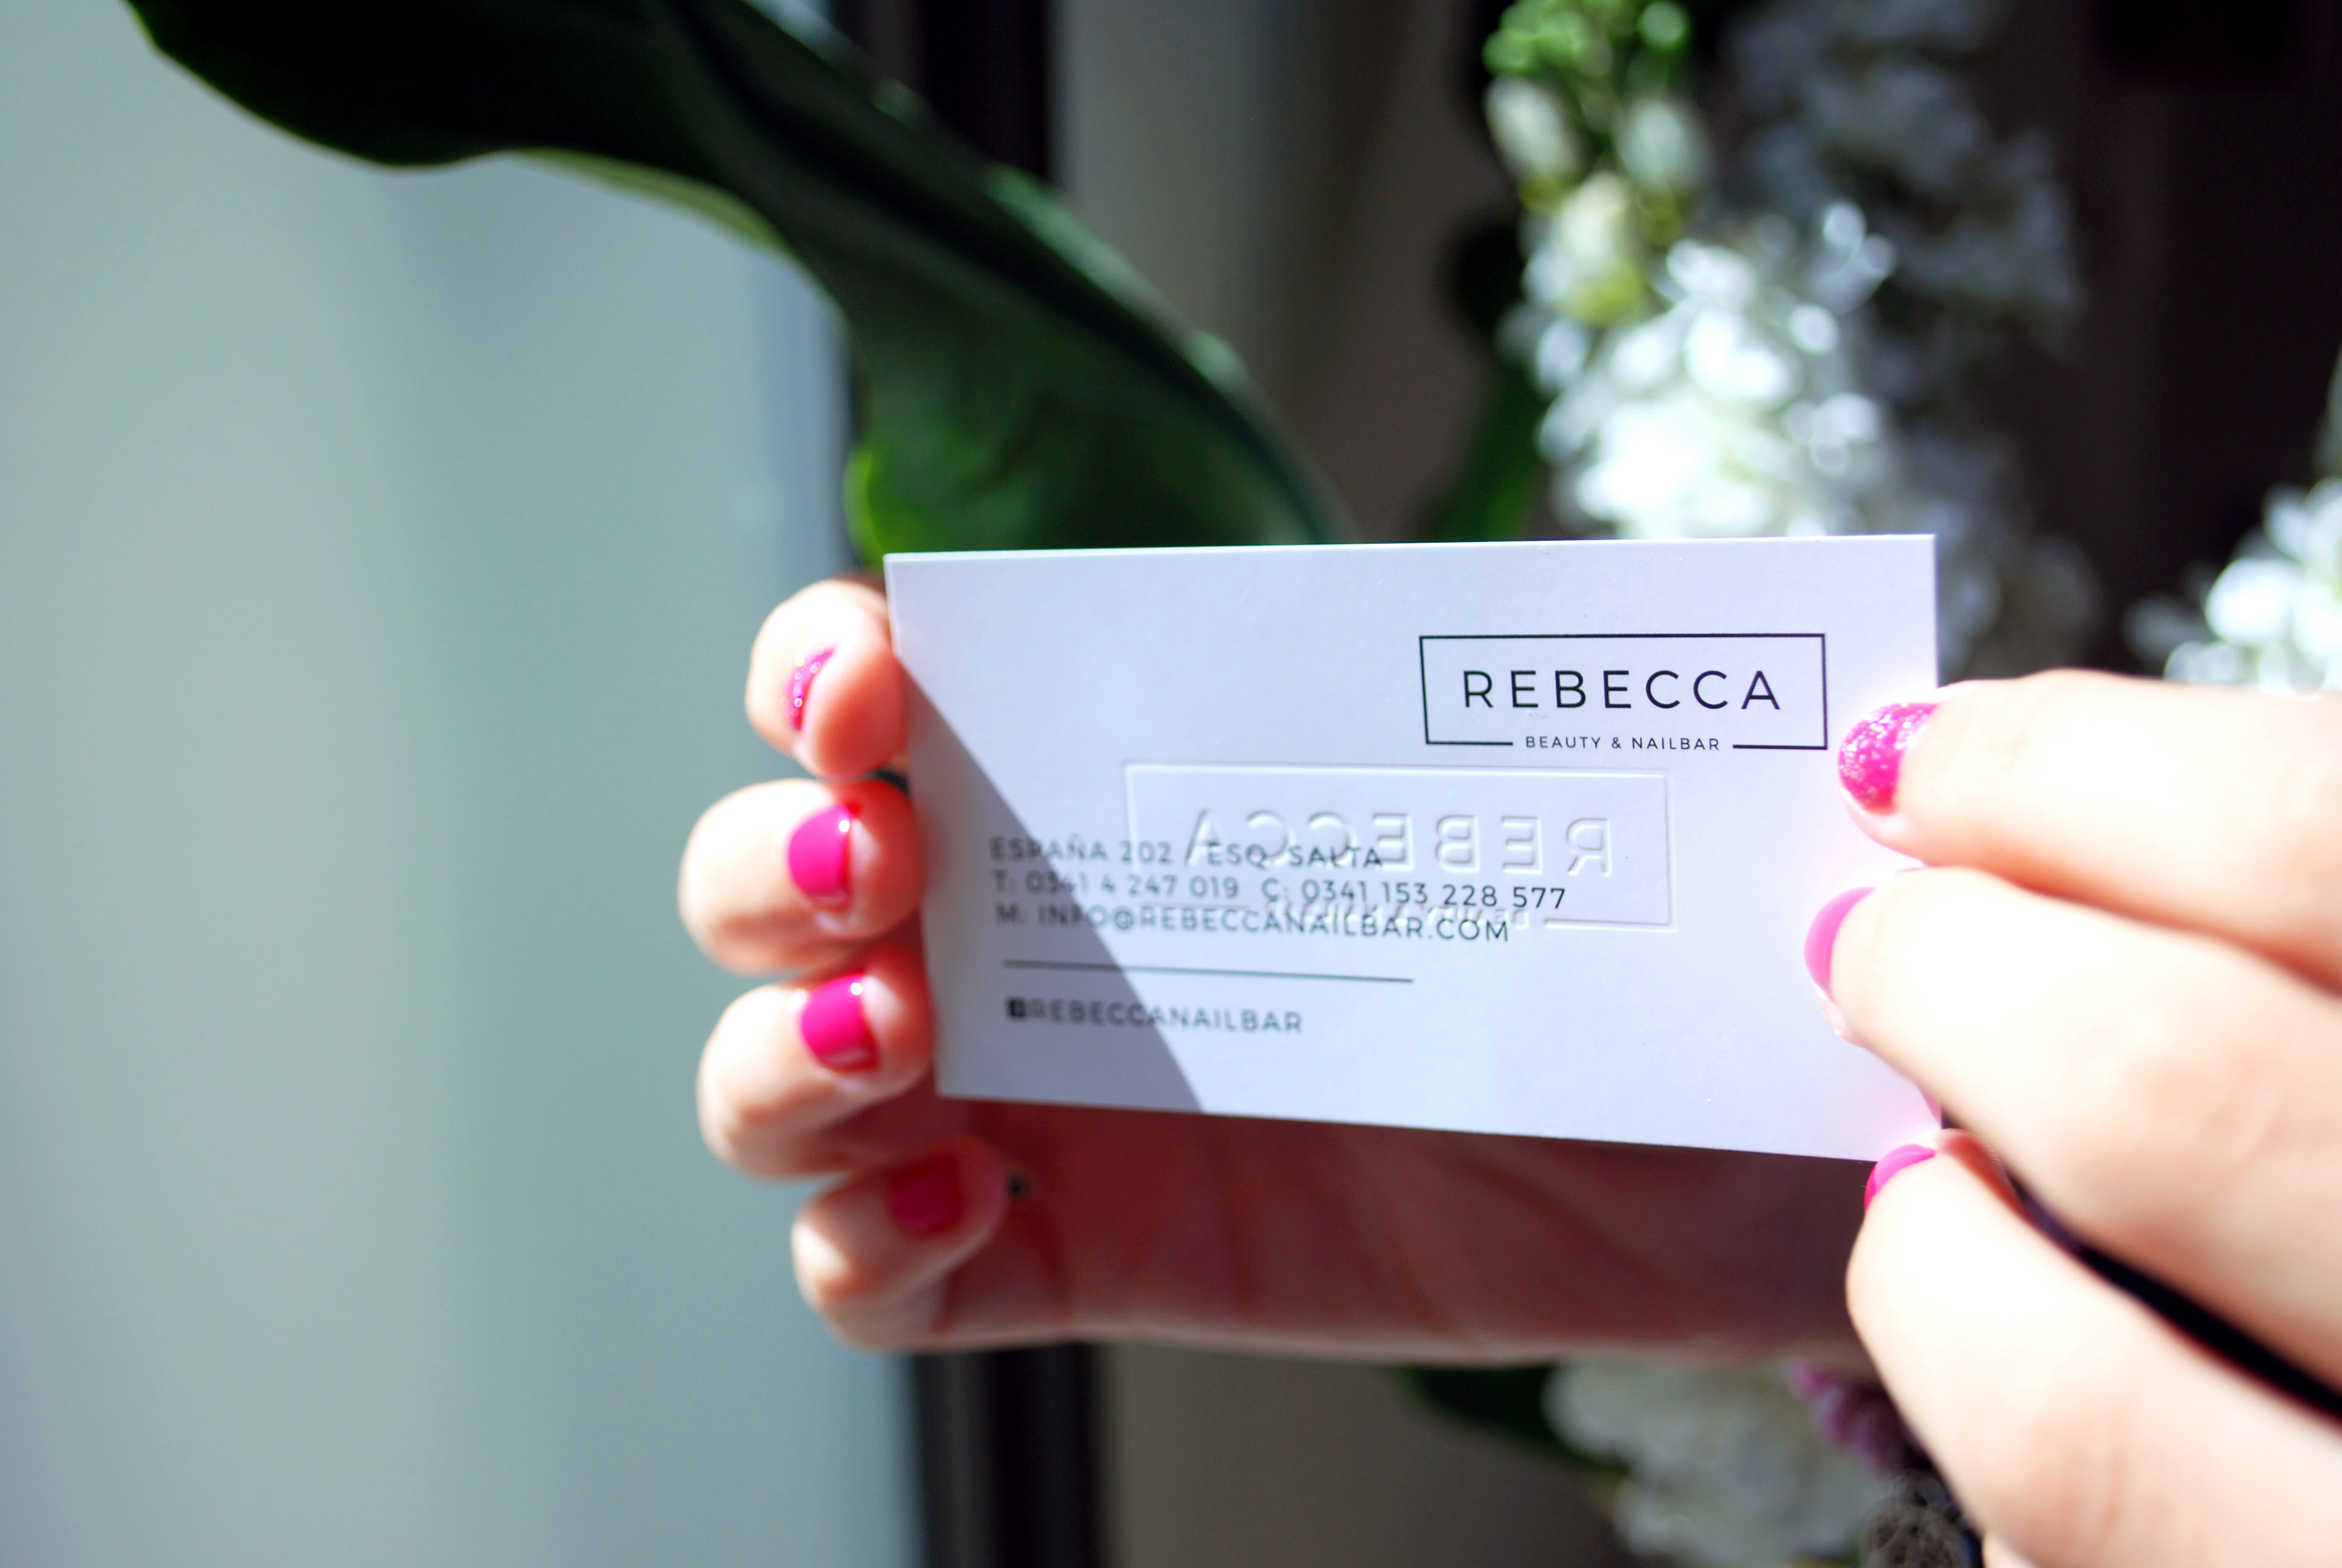 REBECCA
BEAUTY & NAILBAR
REBECCA
ESPAÑA 202 / ESQ. SALTA
T: 0341 4 247 019 C: 0341 153 228 577
M: INFO@REBECCANAILBAR.COM
REBECCANAILBAR